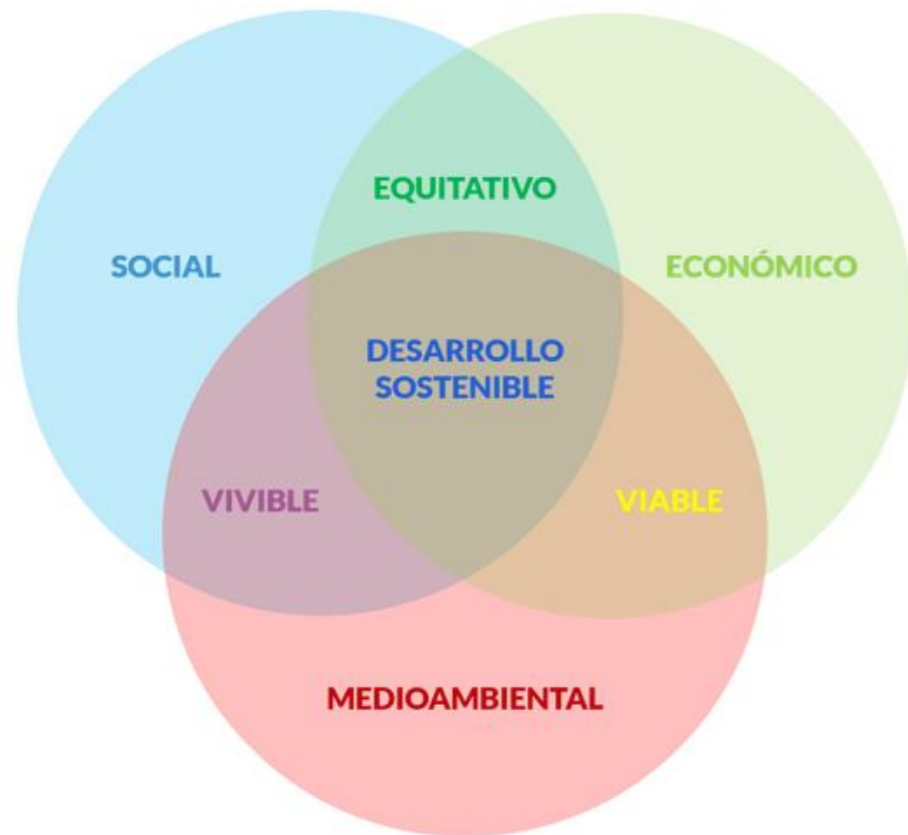 EQUITATIVO
SOCIAL
ECONÓMICO
DESARROLLO
SOSTENIBLE
VIVIBLE
VIABLE
MEDIOAMBIENTAL